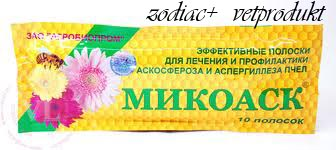 zodiac+ vetprodukt
ЗАО "АГРОБИОПРОМ"
ЭФФЕКТИВНЫЕ ПОЛОСКИ
ДЛЯ ЛЕЧЕНИЯ И ПРОФИЛАКТИКИ
АСКОСФЕРОЗА И АСПЕРГИЛЛЕЗА ПЧЕЛ
МИКОАСК
10 ПОЛОСОК